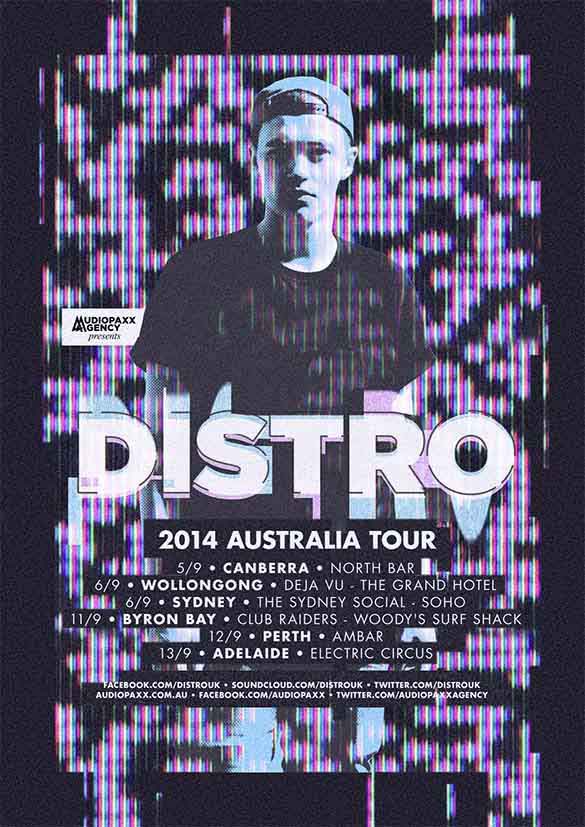 AUDIOPAXX
AGENCY
presents
DISTRO
2014 AUSTRALIA TOUR
5/9 • CANBERRA • NORTH BAR
6/9 • WOLLONGONG • DEJA VU - THE GRAND HOTEL
6/9 • SYDNEY • THE SYDNEY SOCIAL - SOHO
11/9 • BYRON BAY • CLUB RAIDERS - WOODY'S SURF SHACK
12/9 • PERTH • AMBAR
13/9 • ADELAIDE • ELECTRIC CIRCUS
FACEBOOK.COM/DISTROUK • SOUNDCLOUD.COM/DISTROUK • TWITTER.COM/DISTROUK
AUDIOPAXX.COM.AU • FACEBOOK.COM/AUDIOPAXX • TWITTER.COM/AUDIOPAXXAGENCY